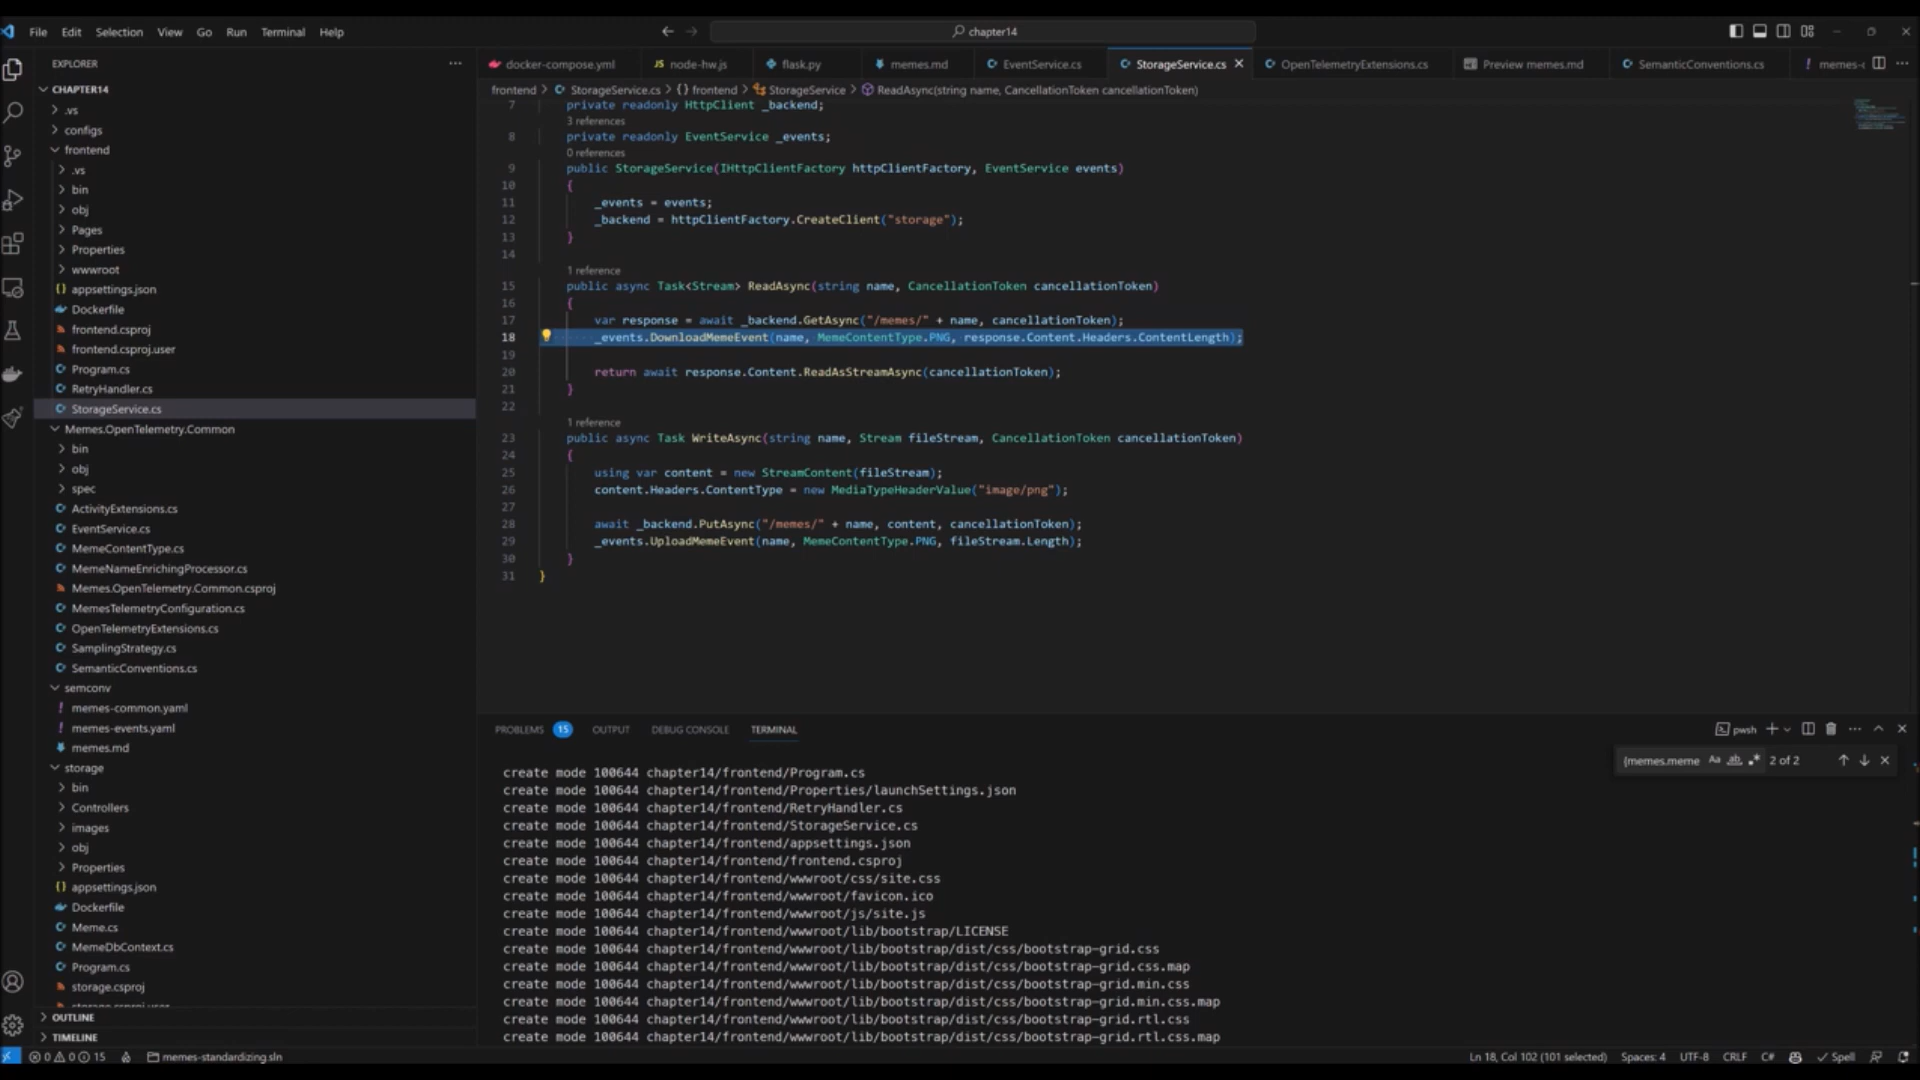 File Edit Selection View Go Run Terminal Help
chapter14
EXPLORER
CHAPTER14
.vs
configs
frontend
.vs
bin
obj
Pages
Properties
wwwroot
appsettings.json
Dockerfile
frontend.csproj
frontend.csproj.user
Program.cs
RetryHandler.cs
StorageService.cs
Memes.OpenTelemetry.Common
bin
obj
spec
ActivityExtensions.cs
EventService.cs
MemeContentType.cs
MemeNameEnrichingProcessor.cs
Memes.OpenTelemetry.Common.csproj
MemesTelemetryConfiguration.cs
OpenTelemetryExtensions.cs
SamplingStrategy.cs
SemanticConventions.cs
semconv
memes-common.yaml
memes-events.yaml
memes.md
storage
bin
Controllers
images
obj
Properties
appsettings.json
Dockerfile
Meme.cs
MemeDbContext.cs
Program.cs
storage.csproj
storage.csproj.user
OUTLINE
TIMELINE
docker-compose.yml JS node-hw.js flask.py memes.md EventService.cs StorageService.cs OpenTelemetryExtensions.cs Preview memes.md SemanticConventions.cs ! memes-
frontend > StorageService.cs > {} frontend > StorageService > ReadAsync(string name, CancellationToken cancellationToken)
7 private readonly HttpClient _backend;
3 references
8 private readonly EventService _events;
0 references
9 public StorageService(IHttpClientFactory httpClientFactory, EventService events)
10 {
11 _events = events;
12 _backend = httpClientFactory.CreateClient("storage");
13 }
14
1 reference
15 public async Task<Stream> ReadAsync(string name, CancellationToken cancellationToken)
16 {
17 var response = await _backend.GetAsync("/memes/" + name, cancellationToken);
18 _events.DownloadMemeEvent(name, MemeContentType.PNG, response.Content.Headers.ContentLength);
19
20 return await response.Content.ReadAsStreamAsync(cancellationToken);
21 }
22
1 reference
23 public async Task WriteAsync(string name, Stream fileStream, CancellationToken cancellationToken)
24 {
25 using var content = new StreamContent(fileStream);
26 content.Headers.ContentType = new MediaTypeHeaderValue("image/png");
27
28 await _backend.PutAsync("/memes/" + name, content, cancellationToken);
29 _events.UploadMemeEvent(name, MemeContentType.PNG, fileStream.Length);
30 }
31 }
PROBLEMS 15 OUTPUT DEBUG CONSOLE TERMINAL
pwsh
{memes.meme Aa ab 2 of 2
create mode 100644 chapter14/frontend/Program.cs
create mode 100644 chapter14/frontend/Properties/launchSettings.json
create mode 100644 chapter14/frontend/RetryHandler.cs
create mode 100644 chapter14/frontend/StorageService.cs
create mode 100644 chapter14/frontend/appsettings.json
create mode 100644 chapter14/frontend/frontend.csproj
create mode 100644 chapter14/frontend/wwwroot/css/site.css
create mode 100644 chapter14/frontend/wwwroot/favicon.ico
create mode 100644 chapter14/frontend/wwwroot/js/site.js
create mode 100644 chapter14/frontend/wwwroot/lib/bootstrap/LICENSE
create mode 100644 chapter14/frontend/wwwroot/lib/bootstrap/dist/css/bootstrap-grid.css
create mode 100644 chapter14/frontend/wwwroot/lib/bootstrap/dist/css/bootstrap-grid.css.map
create mode 100644 chapter14/frontend/wwwroot/lib/bootstrap/dist/css/bootstrap-grid.min.css
create mode 100644 chapter14/frontend/wwwroot/lib/bootstrap/dist/css/bootstrap-grid.min.css.map
create mode 100644 chapter14/frontend/wwwroot/lib/bootstrap/dist/css/bootstrap-grid.rtl.css
create mode 100644 chapter14/frontend/wwwroot/lib/bootstrap/dist/css/bootstrap-grid.rtl.css.map
0 0 15 memes-standardizing.sln
Ln 18, Col 102 (101 selected) Spaces: 4 UTF-8 CRLF C# Spell